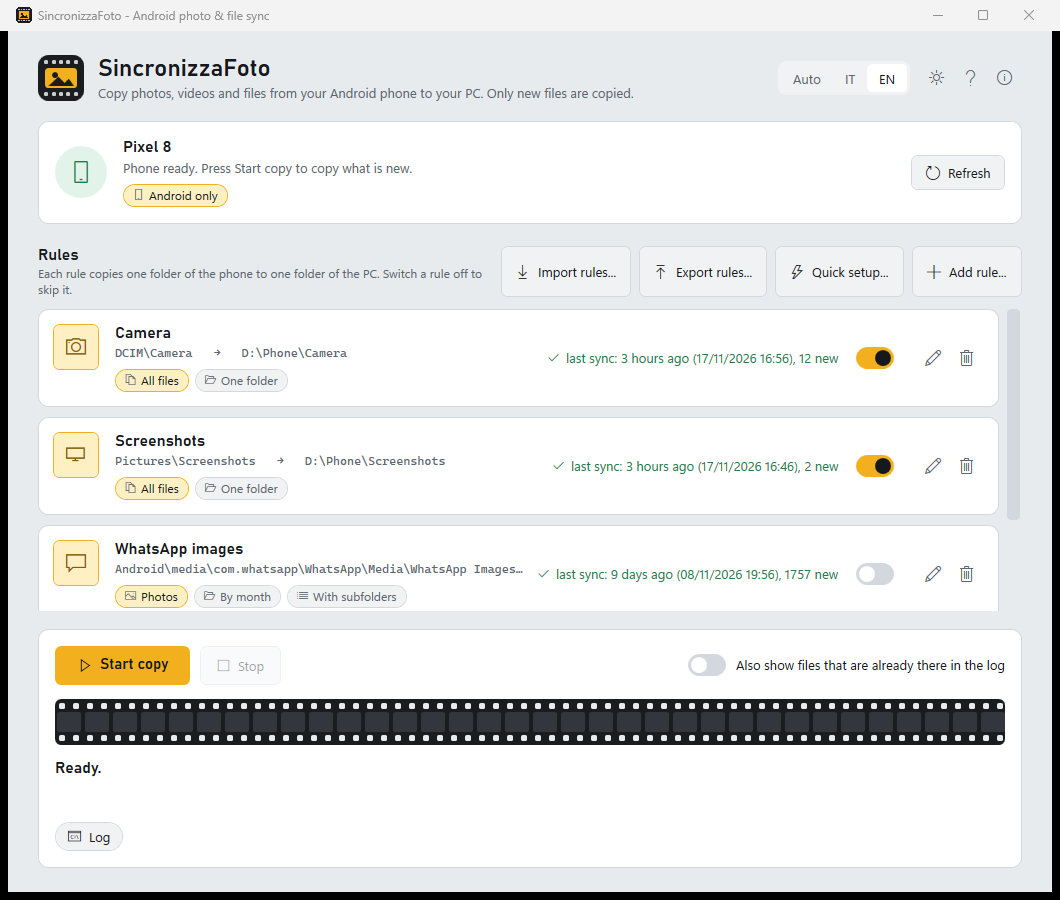 SincronizzaFoto - Android photo & file sync
SincronizzaFoto
Copy photos, videos and files from your Android phone to your PC. Only new files are copied.
Auto IT EN
Pixel 8
Phone ready. Press Start copy to copy what is new.
Android only
Refresh
Rules
Each rule copies one folder of the phone to one folder of the PC. Switch a rule off to
skip it.
Import rules...
Export rules...
Quick setup...
Add rule...
Camera
DCIM\Camera → D:\Phone\Camera
All files One folder
last sync: 3 hours ago (17/11/2026 16:56), 12 new
Screenshots
Pictures\Screenshots → D:\Phone\Screenshots
All files One folder
last sync: 3 hours ago (17/11/2026 16:46), 2 new
WhatsApp images
Android\media\com.whatsapp\WhatsApp\Media\WhatsApp Images…
Photos By month With subfolders
last sync: 9 days ago (08/11/2026 19:56), 1757 new
Start copy
Stop
Also show files that are already there in the log
Ready.
Log